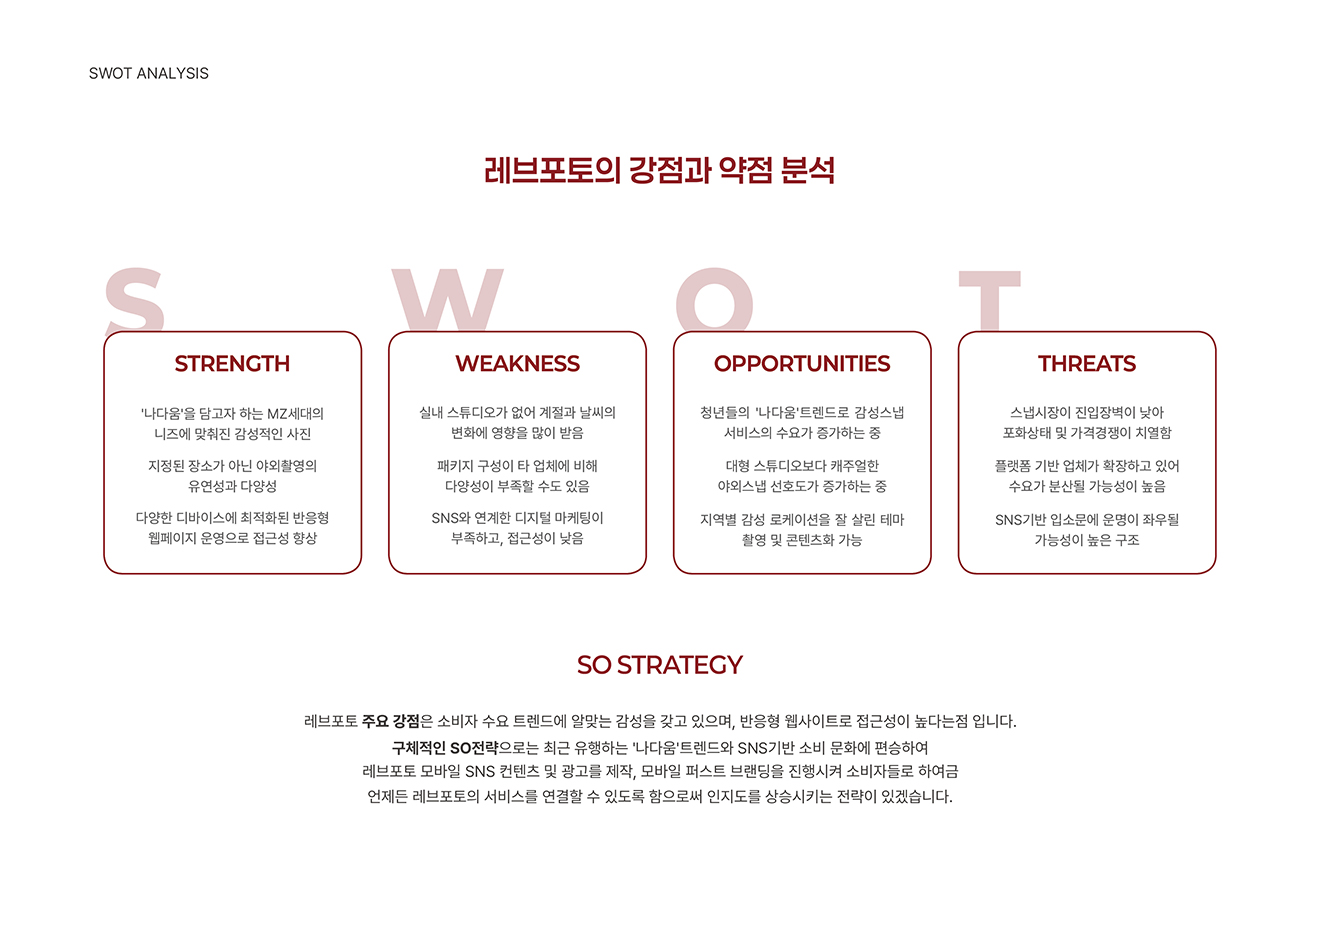 SWOT ANALYSIS
레브포토의 강점과 약점 분석
S
STRENGTH
'나다움'을 담고자 하는 MZ세대의
니즈에 맞춰진 감성적인 사진
지정된 장소가 아닌 야외촬영의
유연성과 다양성
다양한 디바이스에 최적화된 반응형
웹페이지 운영으로 접근성 향상
W
WEAKNESS
실내 스튜디오가 없어 계절과 날씨의
변화에 영향을 많이 받음
패키지 구성이 타 업체에 비해
다양성이 부족할 수도 있음
SNS와 연계한 디지털 마케팅이
부족하고, 접근성이 낮음
O
OPPORTUNITIES
청년들의 '나다움'트렌드로 감성스냅
서비스의 수요가 증가하는 중
대형 스튜디오보다 캐주얼한
야외스냅 선호도가 증가하는 중
지역별 감성 로케이션을 잘 살린 테마
촬영 및 콘텐츠화 가능
T
THREATS
스냅시장이 진입장벽이 낮아
포화상태 및 가격경쟁이 치열함
플랫폼 기반 업체가 확장하고 있어
수요가 분산될 가능성이 높음
SNS기반 입소문에 운명이 좌우될
가능성이 높은 구조
SO STRATEGY
레브포토 주요 강점은 소비자 수요 트렌드에 알맞는 감성을 갖고 있으며, 반응형 웹사이트로 접근성이 높다는점 입니다.
구체적인 SO전략으로는 최근 유행하는 '나다움'트렌드와 SNS기반 소비 문화에 편승하여
레브포토 모바일 SNS 컨텐츠 및 광고를 제작, 모바일 퍼스트 브랜딩을 진행시켜 소비자들로 하여금
언제든 레브포토의 서비스를 연결할 수 있도록 함으로써 인지도를 상승시키는 전략이 있겠습니다.